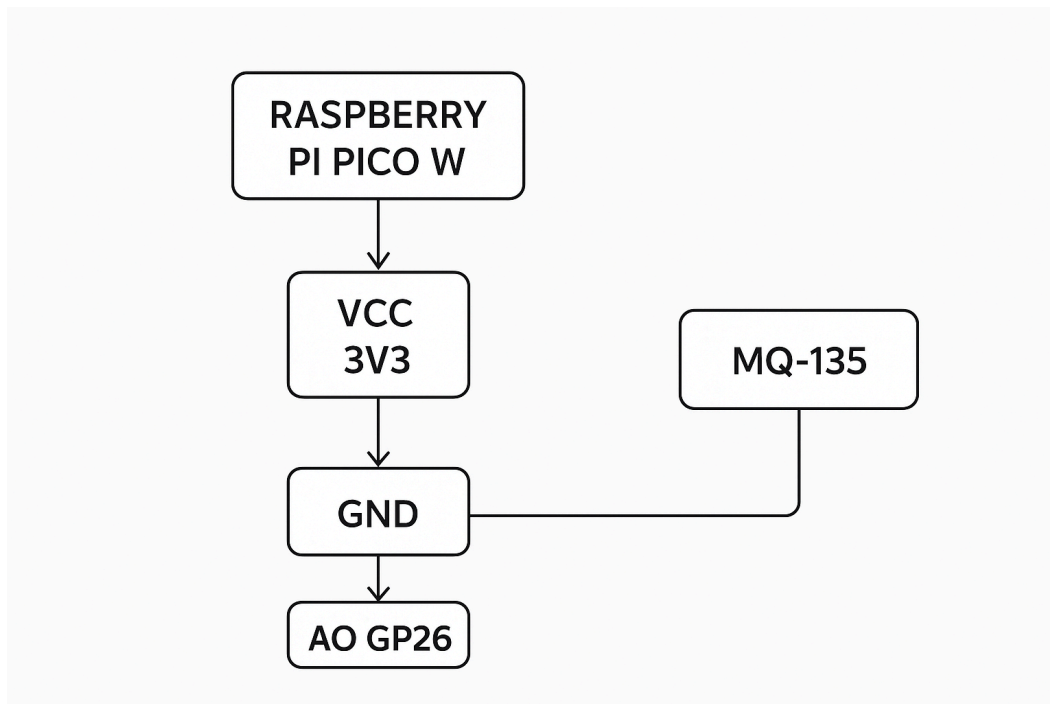 RASPBERRY
PI PICO W
VCC
3V3
MQ-135
GND
AO GP26